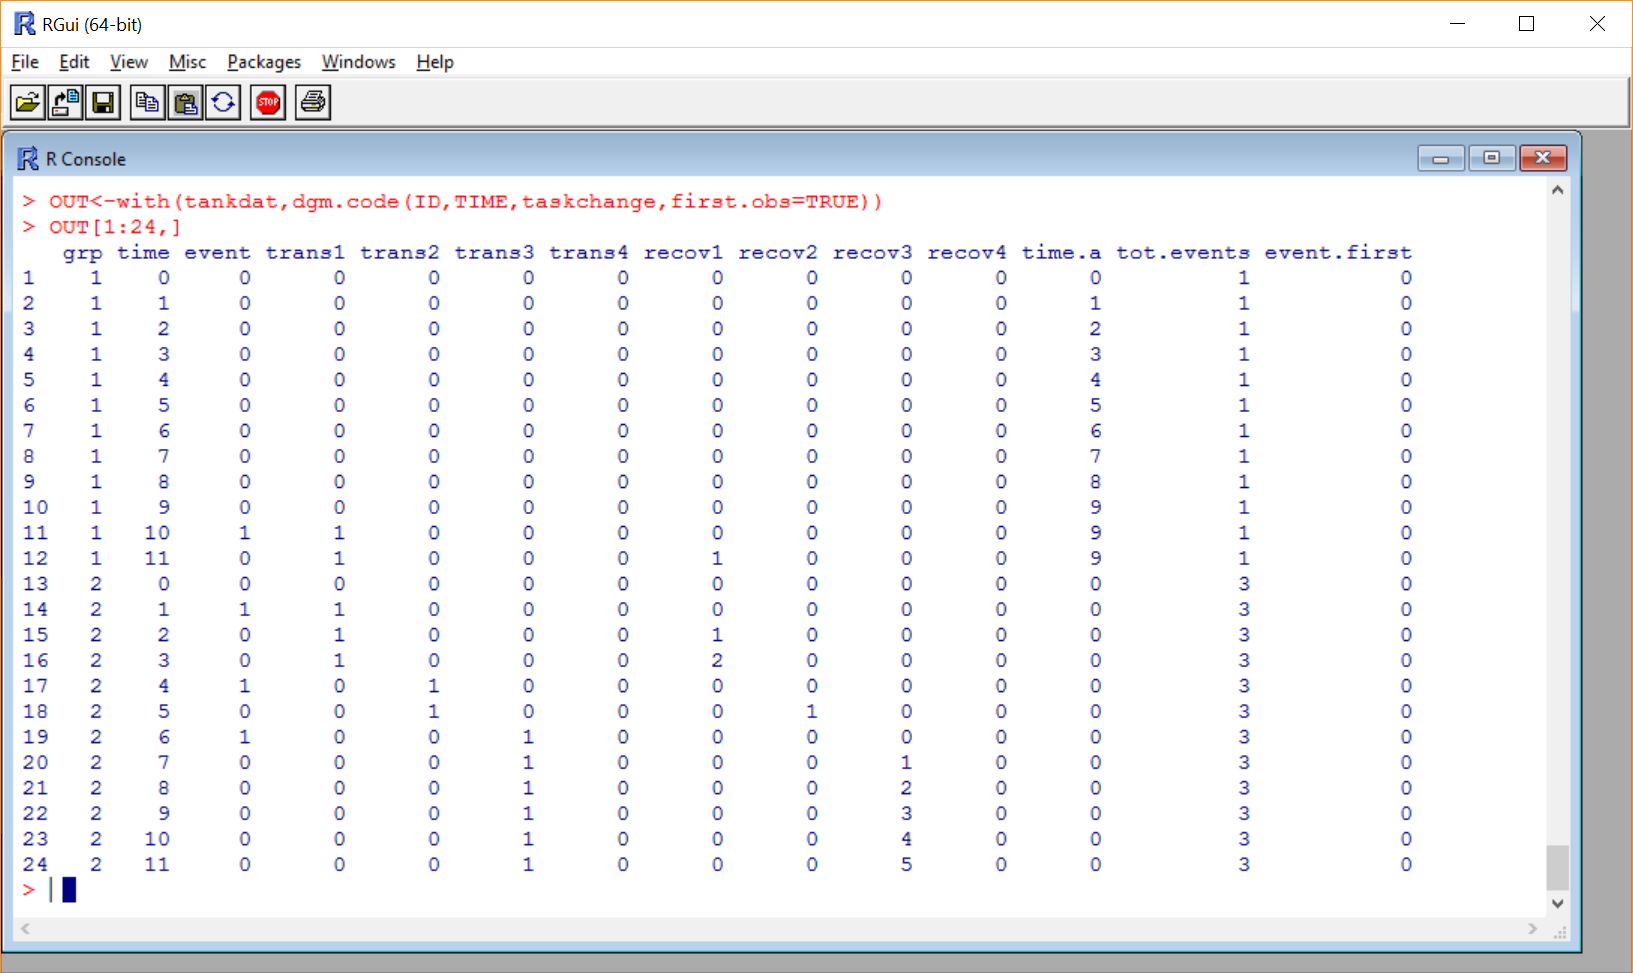 RGui (64-bit)
File Edit View Misc Packages Windows Help
STOP
R Console
> OUT<-with(tankdat,dgm.code(ID,TIME,taskchange,first.obs=TRUE))
> OUT[1:24,]
   grp time event trans1 trans2 trans3 trans4 recov1 recov2 recov3 recov4 time.a tot.events event.first
1    1    0     0      0      0      0      0      0      0      0      0      0          1           0
2    1    1     0      0      0      0      0      0      0      0      0      1          1           0
3    1    2     0      0      0      0      0      0      0      0      0      2          1           0
4    1    3     0      0      0      0      0      0      0      0      0      3          1           0
5    1    4     0      0      0      0      0      0      0      0      0      4          1           0
6    1    5     0      0      0      0      0      0      0      0      0      5          1           0
7    1    6     0      0      0      0      0      0      0      0      0      6          1           0
8    1    7     0      0      0      0      0      0      0      0      0      7          1           0
9    1    8     0      0      0      0      0      0      0      0      0      8          1           0
10   1    9     0      0      0      0      0      0      0      0      0      9          1           0
11   1   10     1      1      0      0      0      0      0      0      0      9          1           0
12   1   11     0      1      0      0      0      1      0      0      0      9          1           0
13   2    0     0      0      0      0      0      0      0      0      0      0          3           0
14   2    1     1      1      0      0      0      0      0      0      0      0          3           0
15   2    2     0      1      0      0      0      1      0      0      0      0          3           0
16   2    3     0      1      0      0      0      2      0      0      0      0          3           0
17   2    4     1      0      1      0      0      0      0      0      0      0          3           0
18   2    5     0      0      1      0      0      0      1      0      0      0          3           0
19   2    6     1      0      0      1      0      0      0      0      0      0          3           0
20   2    7     0      0      0      1      0      0      0      1      0      0          3           0
21   2    8     0      0      0      1      0      0      0      2      0      0          3           0
22   2    9     0      0      0      1      0      0      0      3      0      0          3           0
23   2   10     0      0      0      1      0      0      0      4      0      0          3           0
24   2   11     0      0      0      1      0      0      0      5      0      0          3           0
>